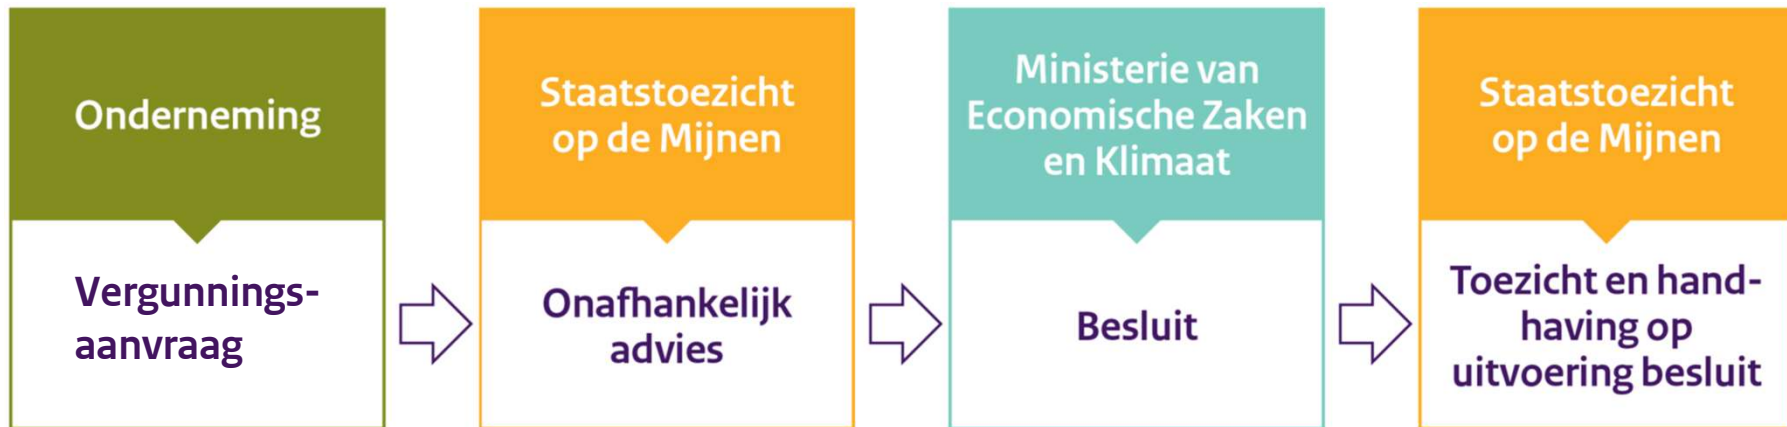 Onderneming
Vergunnings-
aanvraag
Staatstoezicht
op de Mijnen
Onafhankelijk
advies
Ministerie van
Economische Zaken
en Klimaat
Besluit
Staatstoezicht
op de Mijnen
Toezicht en hand-
having op
uitvoering besluit